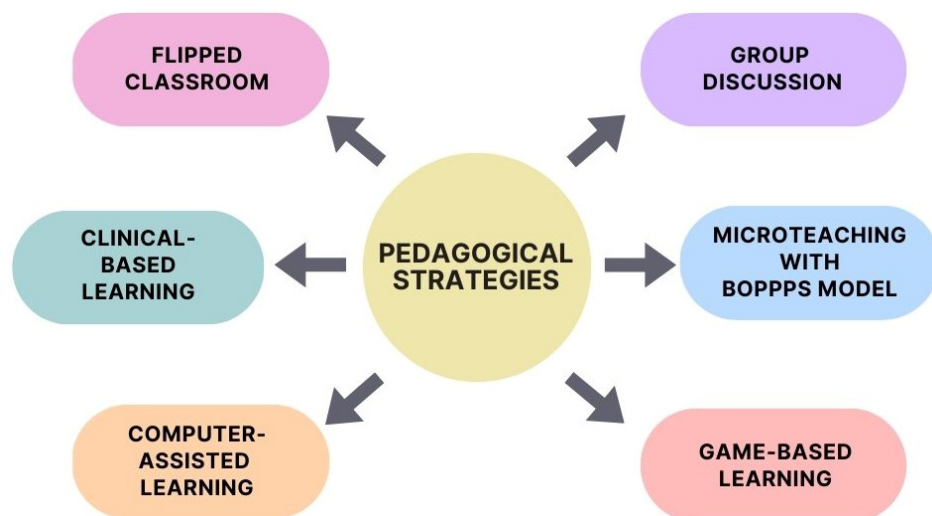 FLIPPED
CLASSROOM
GROUP
DISCUSSION
CLINICAL-
BASED
LEARNING
PEDAGOGICAL
STRATEGIES
MICROTEACHING
WITH
BOPPPS MODEL
COMPUTER-
ASSISTED
LEARNING
GAME-BASED
LEARNING